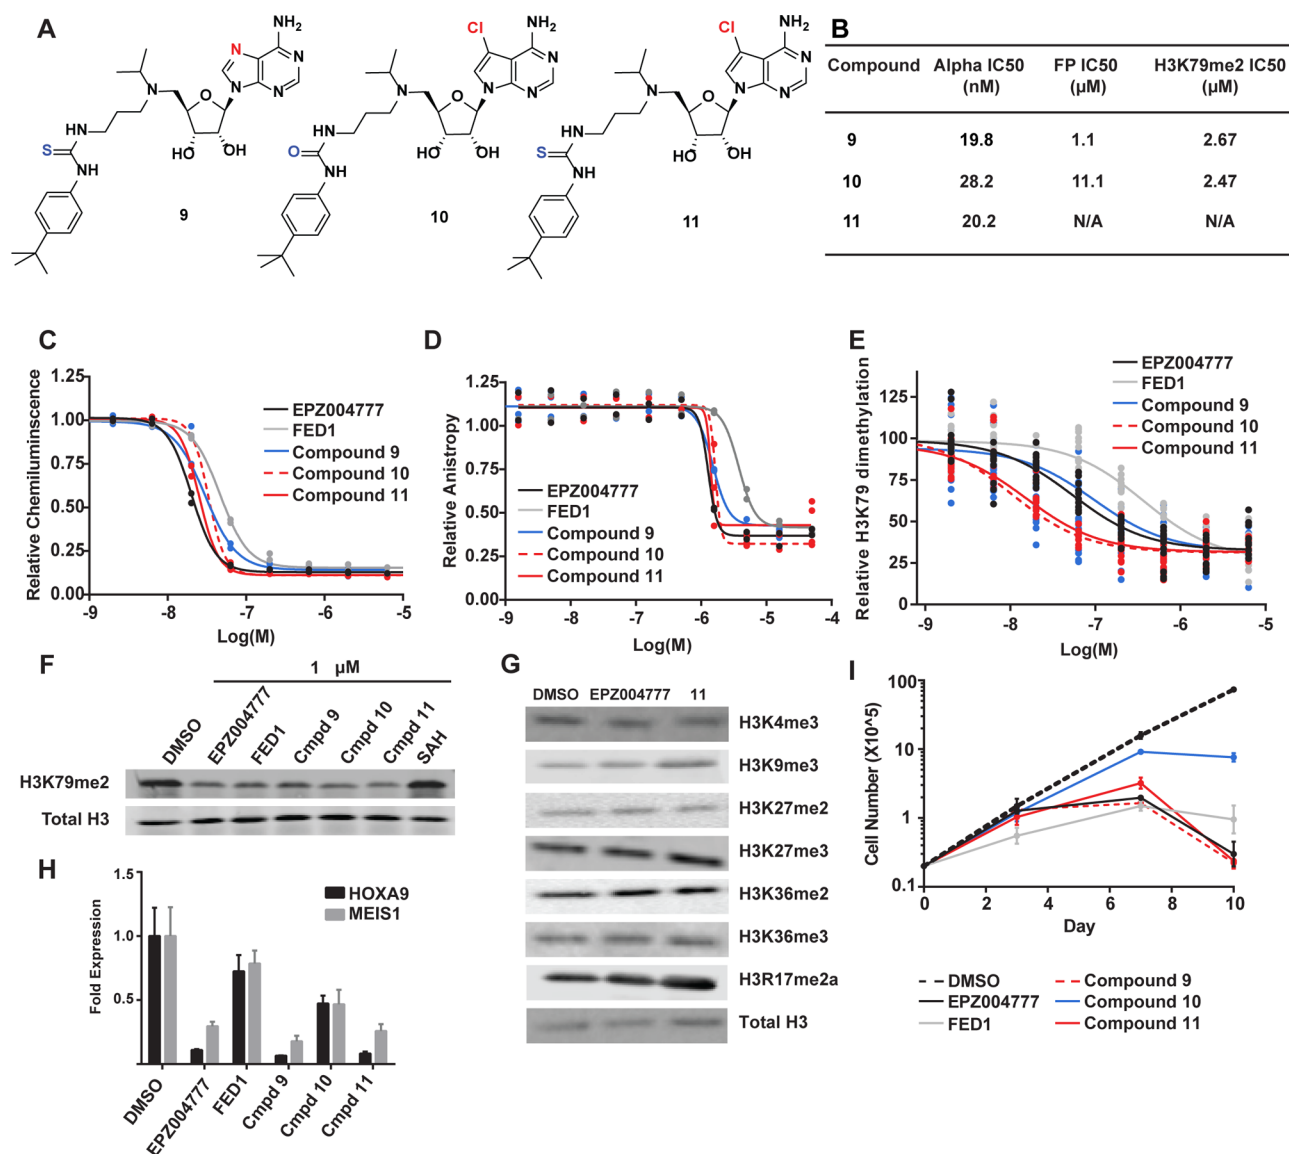 A
B
NH2
N
N
N
N
N
O
HO
OH
HN
S
NH
9
Cl
NH2
N
N
N
N
O
HO
OH
HN
O
NH
10
Cl
NH2
N
N
N
N
O
HO
OH
HN
S
NH
11
Compound Alpha IC50 (nM) FP IC50 (µM) H3K79me2 IC50 (µM)
9 19.8 1.1 2.67
10 28.2 11.1 2.47
11 20.2 N/A N/A
C
Relative Chemiluminscence
1.25
1.00
0.75
0.50
0.25
0.00
-9 -8 -7 -6 -5
Log(M)
EPZ004777
FED1
Compound 9
Compound 10
Compound 11
D
Relative Anistropy
1.25
1.00
0.75
0.50
0.25
0.00
-9 -8 -7 -6 -5 -4
Log(M)
EPZ004777
FED1
Compound 9
Compound 10
Compound 11
E
Relative H3K79 dimethylation
125
100
75
50
25
0
-9 -8 -7 -6 -5
Log(M)
EPZ004777
FED1
Compound 9
Compound 10
Compound 11
F
1 µM
DMSO
EPZ004777
FED1
Cmpd 9
Cmpd 10
Cmpd 11
SAH
H3K79me2
Total H3
G
DMSO EPZ004777 11
H3K4me3
H3K9me3
H3K27me2
H3K27me3
H3K36me2
H3K36me3
H3R17me2a
Total H3
H
Fold Expression
1.5
1.0
0.5
HOXA9
MEIS1
DMSO
EPZ004777
FED1
Cmpd 9
Cmpd 10
Cmpd 11
I
Cell Number (X10^5)
100
10
1
0.1
0 2 4 6 8 10
Day
DMSO
EPZ004777
FED1
Compound 9
Compound 10
Compound 11